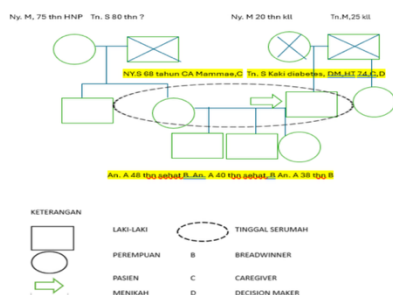 Ny. M, 75 thn HNP Tn. S 80 thn ? Ny. M 20 thn kll Tn.M,25 kll
NY.S 68 tahun CA Mammae,C Tn. S Kaki diabetes, DM,HT 74,C,D
An. A 48 thn sehat,B An. A 40 thn sehat,B An. A 38 thn B
KETERANGAN
LAKI-LAKI TINGGAL SERUMAH
PEREMPUAN B BREADWINNER
PASIEN C CAREGIVER
MENIKAH D DECISION MAKER